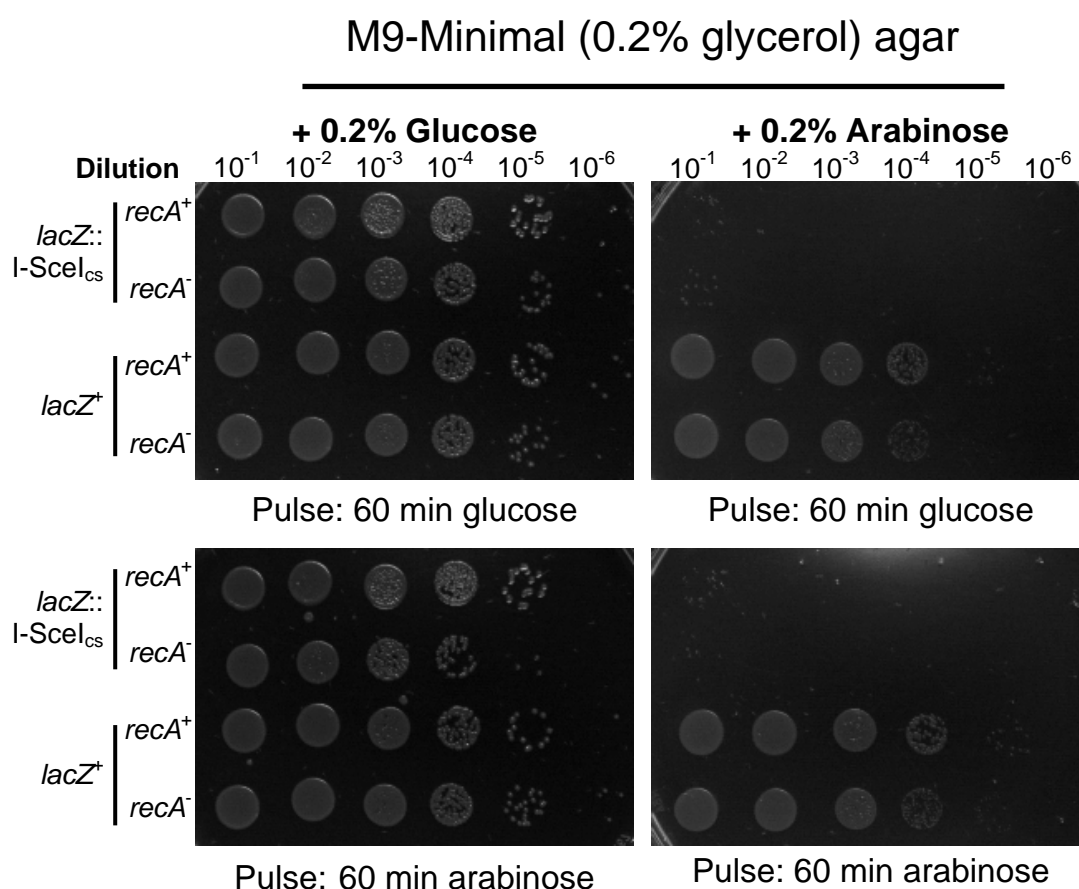 M9-Minimal (0.2% glycerol) agar
+ 0.2% Glucose + 0.2% Arabinose
Dilution 10-1 10-2 10-3 10-4 10-5 10-6 10-1 10-2 10-3 10-4 10-5 10-6
lacZ::
I-SceIcs
recA+
recA-
lacZ+
recA+
recA-
Pulse: 60 min glucose Pulse: 60 min glucose
lacZ::
I-SceIcs
recA+
recA-
lacZ+
recA+
recA-
Pulse: 60 min arabinose Pulse: 60 min arabinose